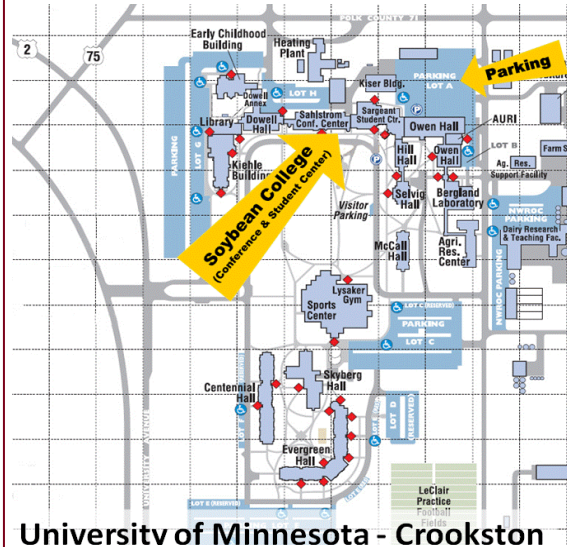 POLK COUNTY 71
2
75
Early Childhood
Building
Heating
Plant
Kiser Bldg.
PARKING
LOT A
Parking
Dowell
Annex
LOT H
Library
Dowell
Hall
Sahlstrom
Conf. Center
Sargeant
Student Ctr.
Owen Hall
AURI
PARKING
LOT G
Kiehle
Building
Hill
Hall
Owen
Hall
LOT B
Ag. Res.
Support Facility
Farm S
Soybean College
(Conference & Student Center)
Visitor
Parking
Selvig
Hall
Bergland
Laboratory
NWROC
PARKING
Dairy Research
& Teaching Fac.
McCall
Hall
Agri.
Res.
Center
NWROC PARKING
Lysaker
Gym
Sports
Center
LOT C (RESERVED)
PARKING
LOT C
Skyberg
Hall
Centennial
Hall
LOT F
LOT D
(RESERVED)
Evergreen
Hall
UNIVERSITY AVENUE
LOT E (RESERVED)
LeClair
Practice
Football
Fields
University of Minnesota - Crookston